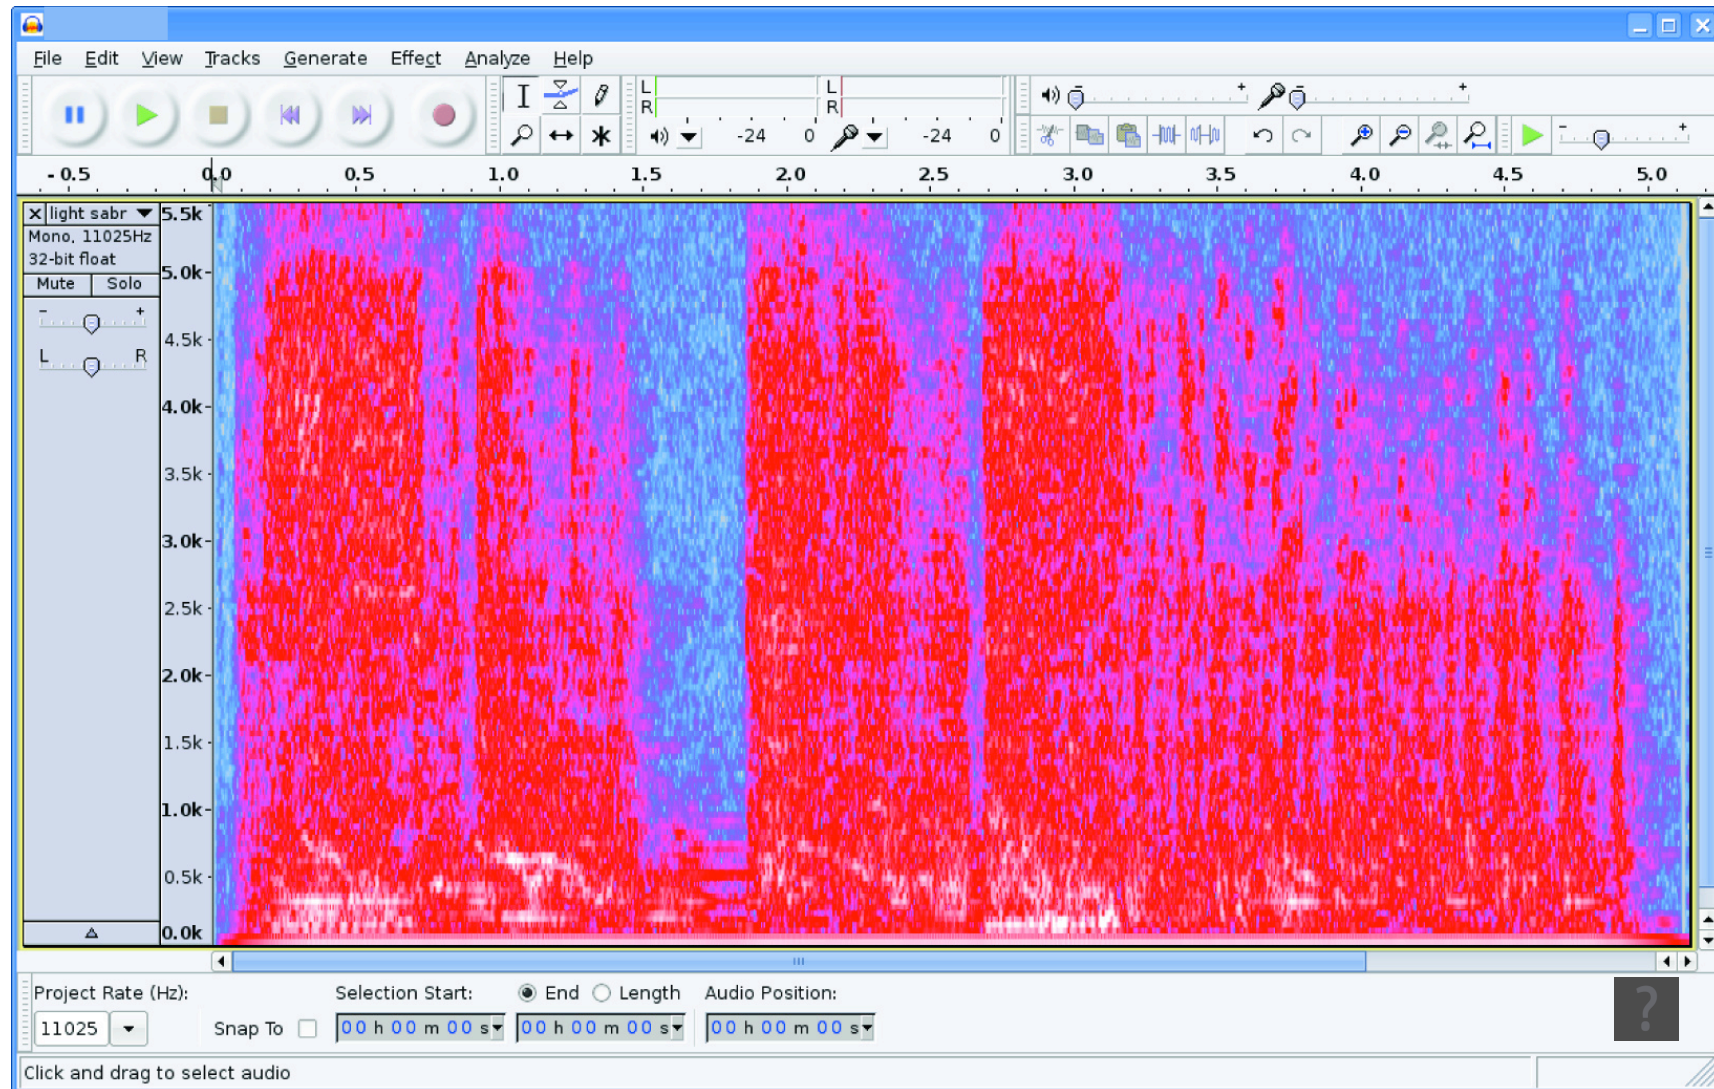 File Edit View Tracks Generate Effect Analyze Help
L L
R R
-24 0 -24 0
- + - +
- 0.5 0.0 0.5 1.0 1.5 2.0 2.5 3.0 3.5 4.0 4.5 5.0
light sabr
Mono, 11025Hz
32-bit float
Mute Solo
- +
L R
5.5k
5.0k
4.5k
4.0k
3.5k
3.0k
2.5k
2.0k
1.5k
1.0k
0.5k
0.0k
Project Rate (Hz): Selection Start: End Length Audio Position:
11025 Snap To 00 h 00 m 00 s 00 h 00 m 00 s 00 h 00 m 00 s
?
Click and drag to select audio